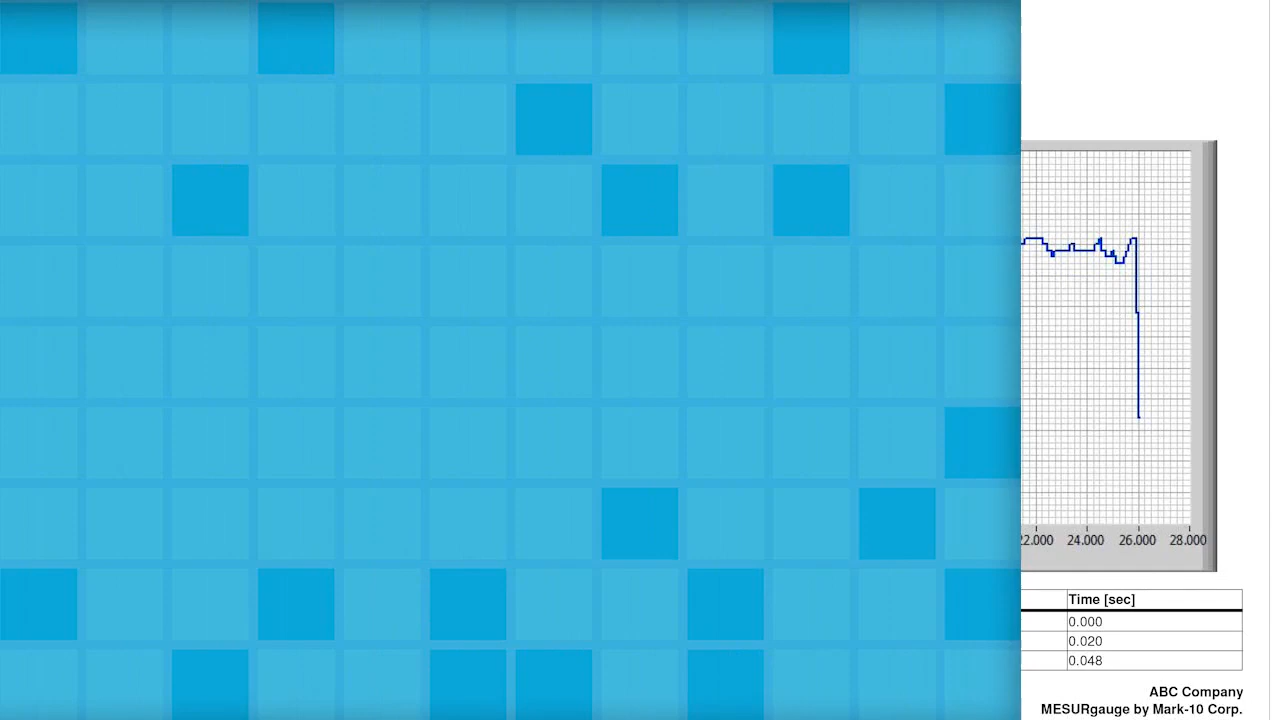 22.000 24.000 26.000 28.000
Time [sec]
0.000
0.020
0.048
ABC Company
MESURgauge by Mark-10 Corp.